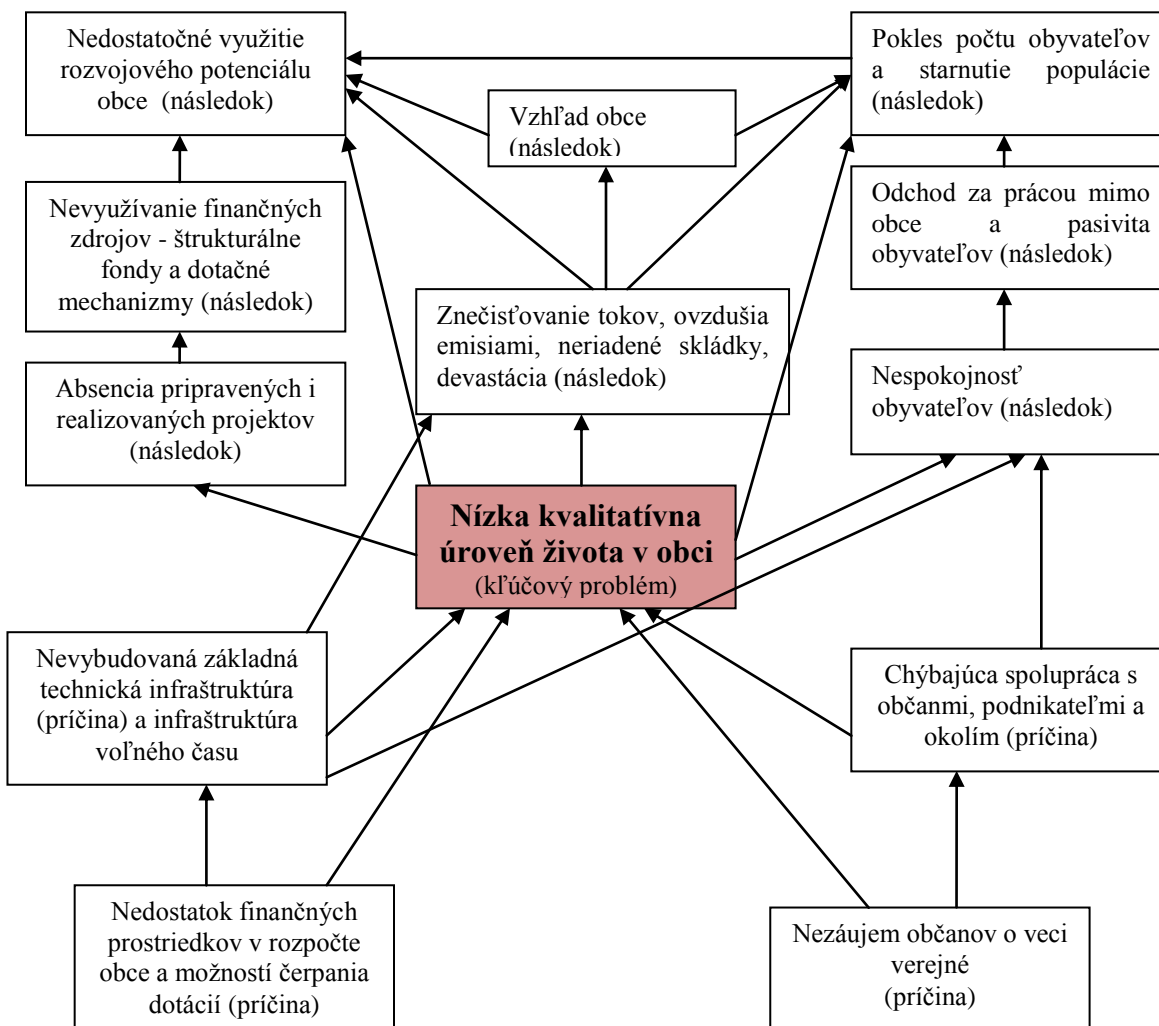 Nedostatočné využitie
rozvojového potenciálu
obce (následok)
Pokles počtu obyvateľov
a starnutie populácie
(následok)
Vzhľad obce
(následok)
Nevyužívanie finančných
zdrojov - štrukturálne
fondy a dotačné
mechanizmy (následok)
Odchod za prácou mimo
obce a pasivita
obyvateľov (následok)
Znečisťovanie tokov, ovzdušia
emisiami, neriadené skládky,
devastácia (následok)
Absencia pripravených i
realizovaných projektov
(následok)
Nespokojnosť
obyvateľov (následok)
Nízka kvalitatívna
úroveň života v obci
(kľúčový problém)
Nevybudovaná základná
technická infraštruktúra
(príčina) a infraštruktúra
voľného času
Chýbajúca spolupráca s
občanmi, podnikateľmi a
okolím (príčina)
Nedostatok finančných
prostriedkov v rozpočte
obce a možností čerpania
dotácií (príčina)
Nezáujem občanov o veci
verejné
(príčina)